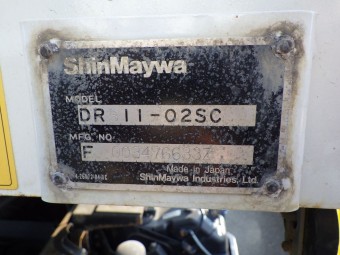 ShinMaywa
MODEL
DR 11-02SC
MFG. NO.
F
Made in Japan
ShinMaywa Industries, Ltd.